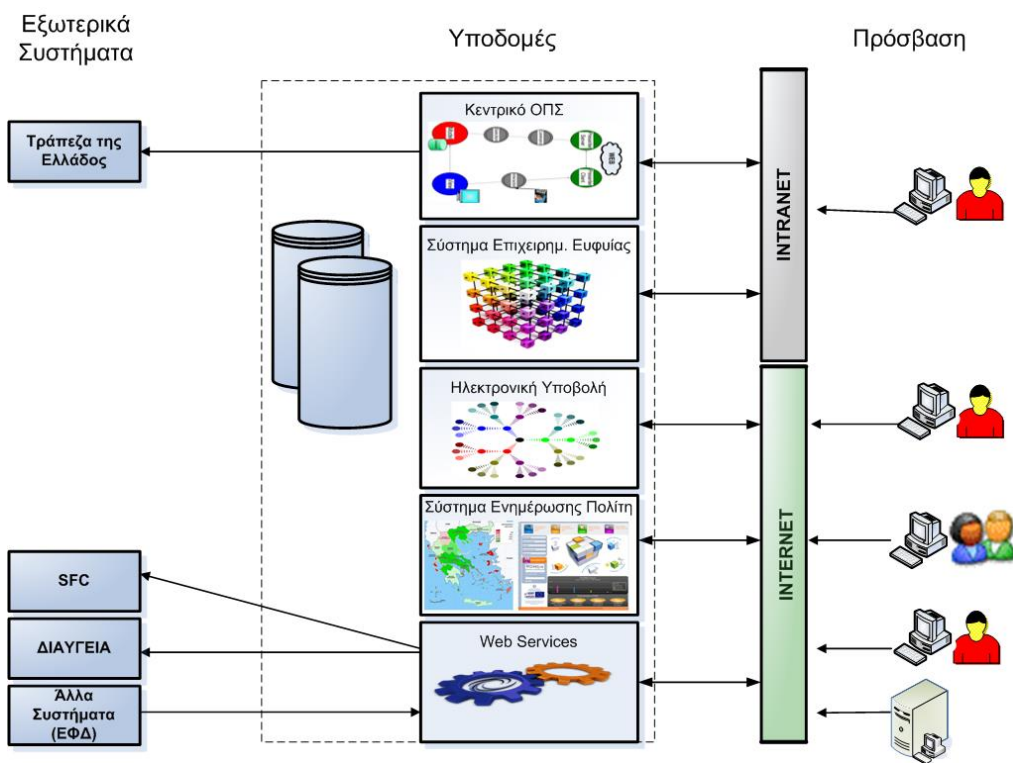 Εξωτερικά
Συστήματα
Υποδομές
Πρόσβαση
Κεντρικό ΟΠΣ
WEB
Τράπεζα της
Ελλάδος
Σύστημα Επιχειρημ. Ευφυίας
INTRANET
Ηλεκτρονική Υποβολή
Σύστημα Ενημέρωσης Πολίτη
INTERNET
SFC
ΔΙΑΥΓΕΙΑ
Άλλα
Συστήματα
(ΕΦΔ)
Web Services